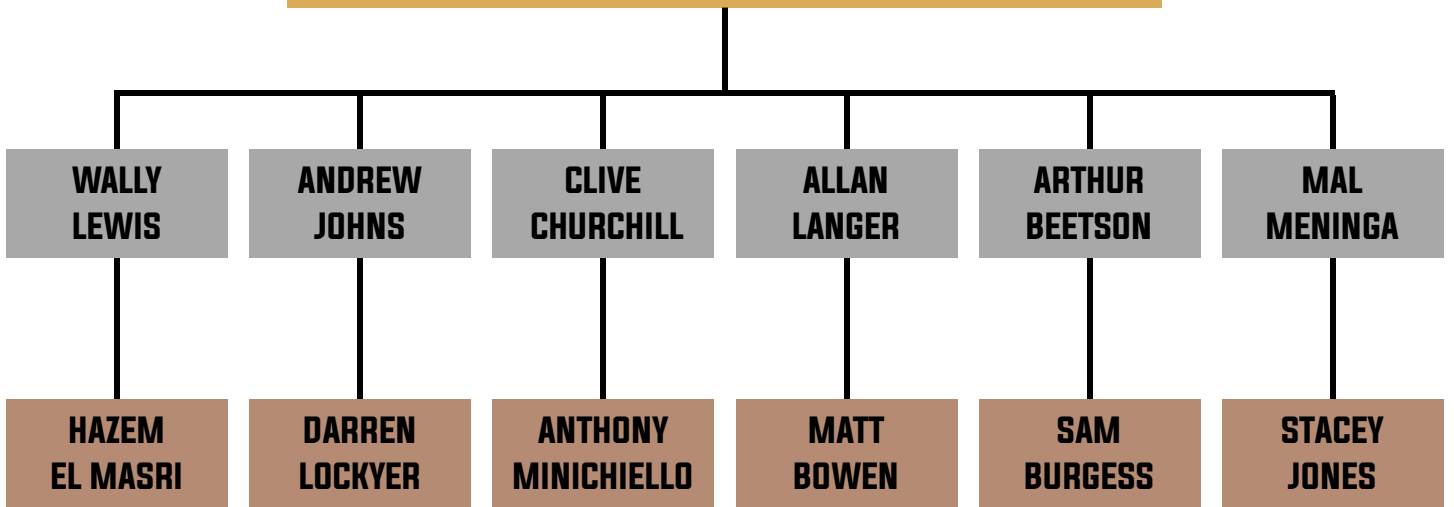 WALLY
LEWIS
ANDREW
JOHNS
CLIVE
CHURCHILL
ALLAN
LANGER
ARTHUR
BEETSON
MAL
MENINGA
HAZEM
EL MASRI
DARREN
LOCKYER
ANTHONY
MINICHIELLO
MATT
BOWEN
SAM
BURGESS
STACEY
JONES